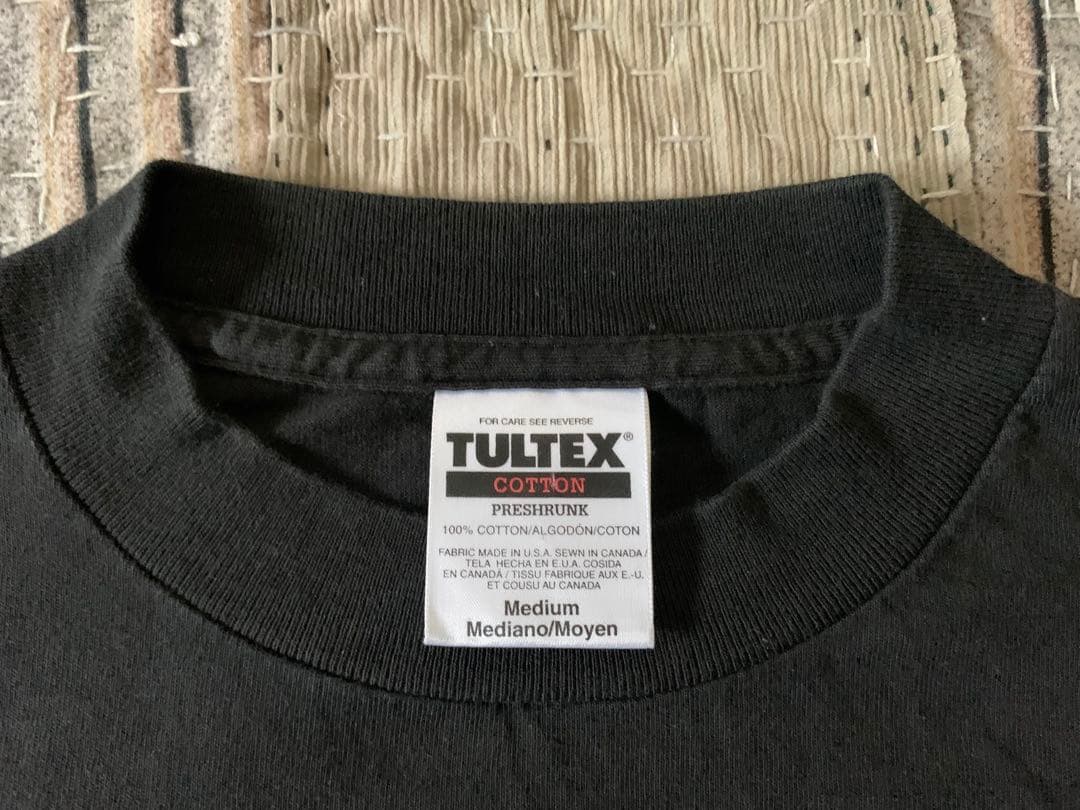 FOR CARE SEE REVERSE
TULTEX®
COTTON
PRESHRUNK
100% COTTON/ALGODÓN/COTON
FABRIC MADE IN U.S.A. SEWN IN CANADA/
TELA HECHA EN E.U.A. COSIDA
EN CANADÁ / TISSU FABRIQUE AUX E.-U.
ET COUSU AU CANADA
Medium
Mediano/Moyen